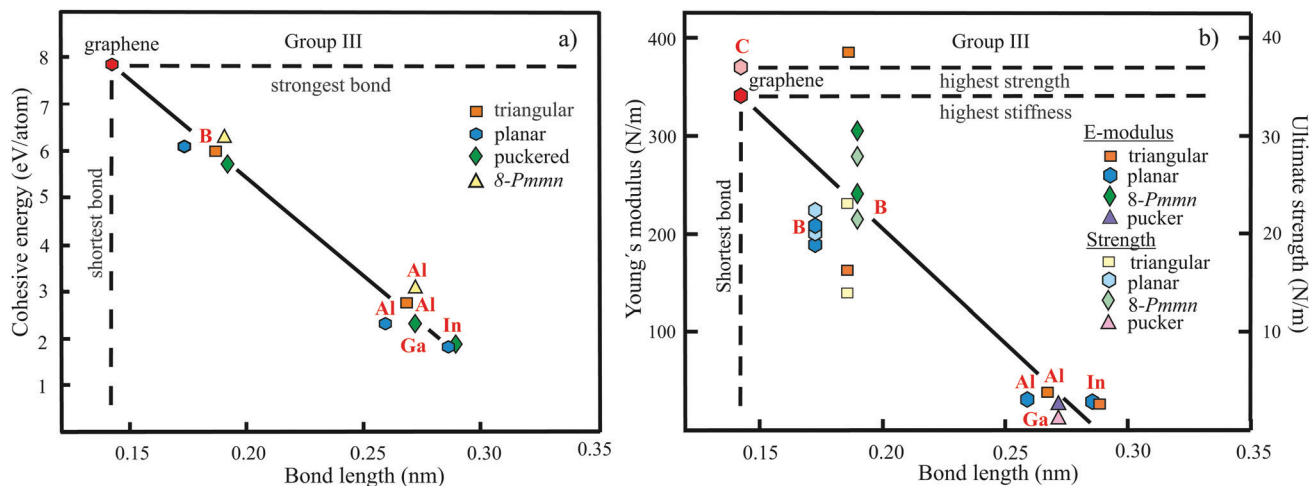 Group III
a)
graphene
strongest bond
8
7
6
5
4
3
2
1
Cohesive energy (eV/atom)
shortest bond
triangular
planar
puckered
8-Pmmn
B
Al
Al
Al
In
Ga
0.15
0.20
0.25
0.30
0.35
Bond length (nm)
Group III
b)
C
graphene
highest strength
highest stiffness
400
300
200
100
Young´s modulus (N/m)
Shortest bond
E-modulus
triangular
planar
8-Pmmn
pucker
Strength
triangular
planar
8-Pmmn
pucker
B
B
Al
Al
In
Ga
40
30
20
10
Ultimate strength (N/m)
0.15
0.20
0.25
0.30
0.35
Bond length (nm)